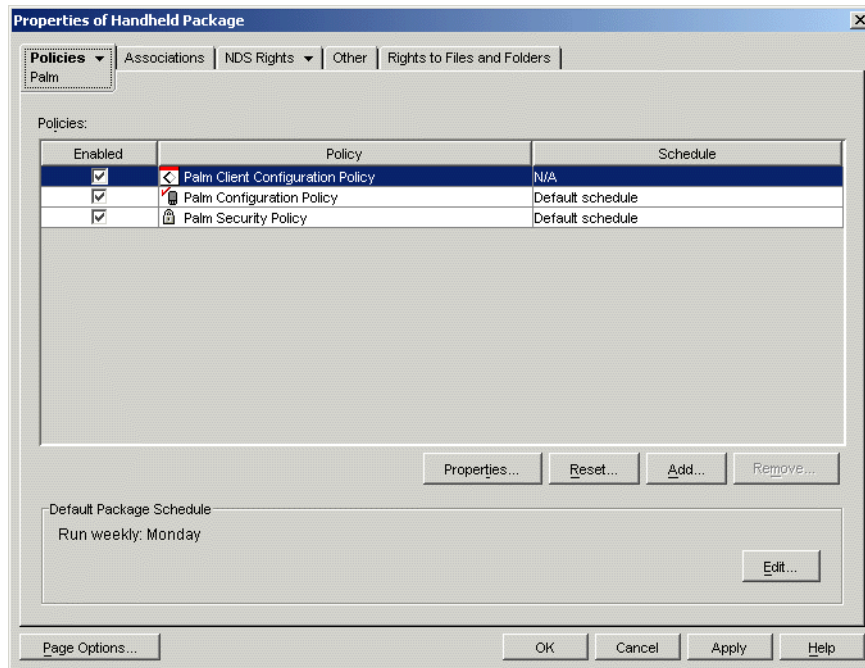 Properties of Handheld Package
Policies Associations NDS Rights Other Rights to Files and Folders
Palm
Policies:
Enabled Policy Schedule
Palm Client Configuration Policy N/A
Palm Configuration Policy Default schedule
Palm Security Policy Default schedule
Properties... Reset... Add... Remove...
Default Package Schedule
Run weekly: Monday
Edit...
Page Options... OK Cancel Apply Help